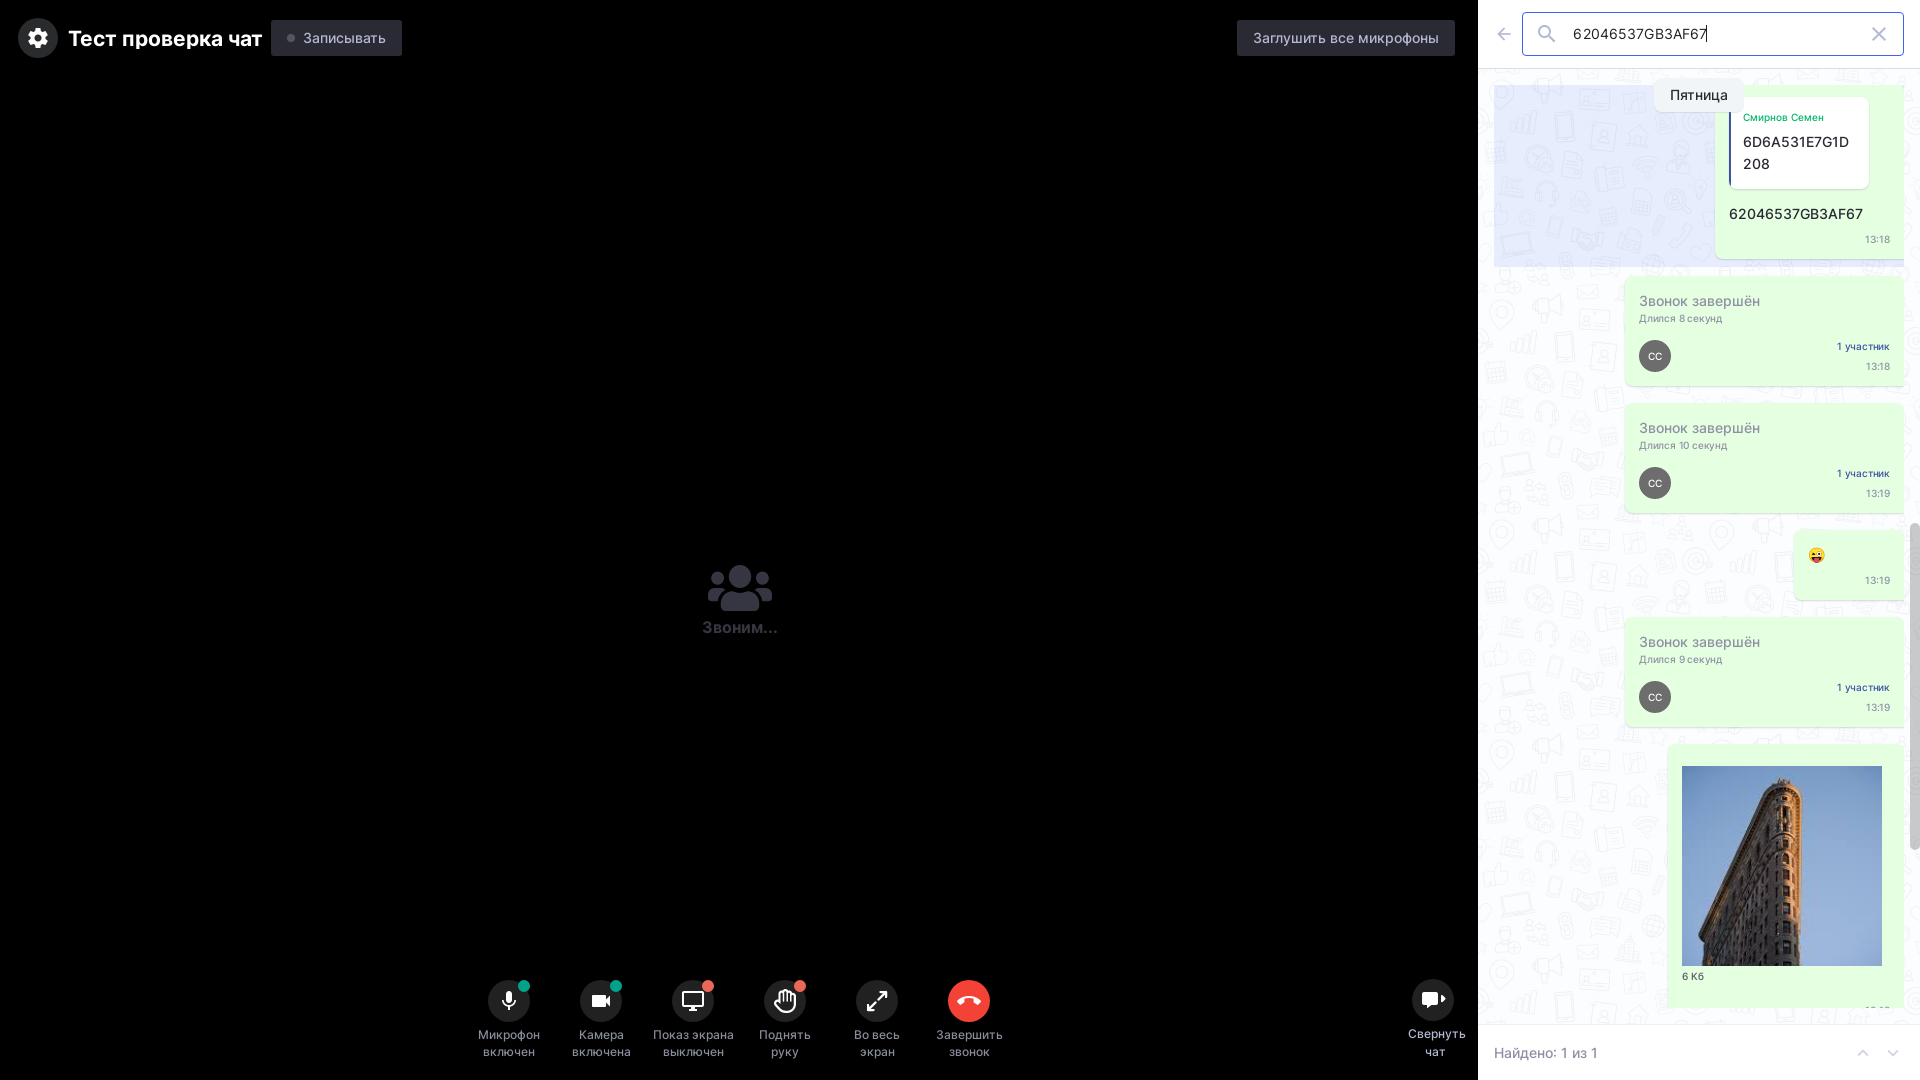 Тест проверка чат
Записывать
Заглушить все микрофоны
Звоним...
Микрофон
включен
Камера
включена
Показ экрана
выключен
Поднять
руку
Во весь
экран
Завершить
звонок
Свернуть
чат
62046537GB3AF67
Пятница
Смирнов Семен
6D6A531E7G1D
208
62046537GB3AF67
13:18
Звонок завершён
Длился 8 секунд
СС
1 участник
13:18
Звонок завершён
Длился 10 секунд
СС
1 участник
13:19
13:19
Звонок завершён
Длился 9 секунд
СС
1 участник
13:19
6 Кб
Найдено: 1 из 1